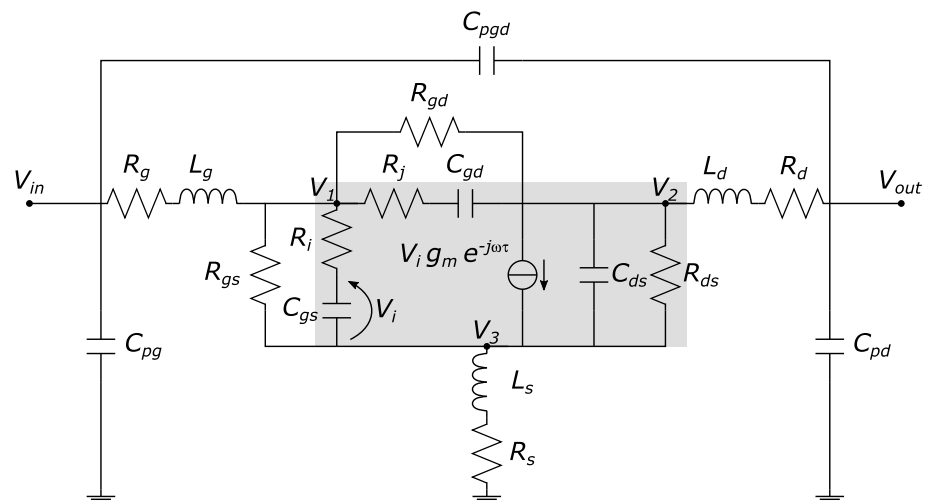 C_pgd
R_gd
R_g L_g R_j C_gd L_d R_d
V_in V_1 V_2 V_out
R_i V_i g_m e^-jωτ
R_gs C_gs V_i C_ds R_ds
V_3
C_pg L_s C_pd
R_s